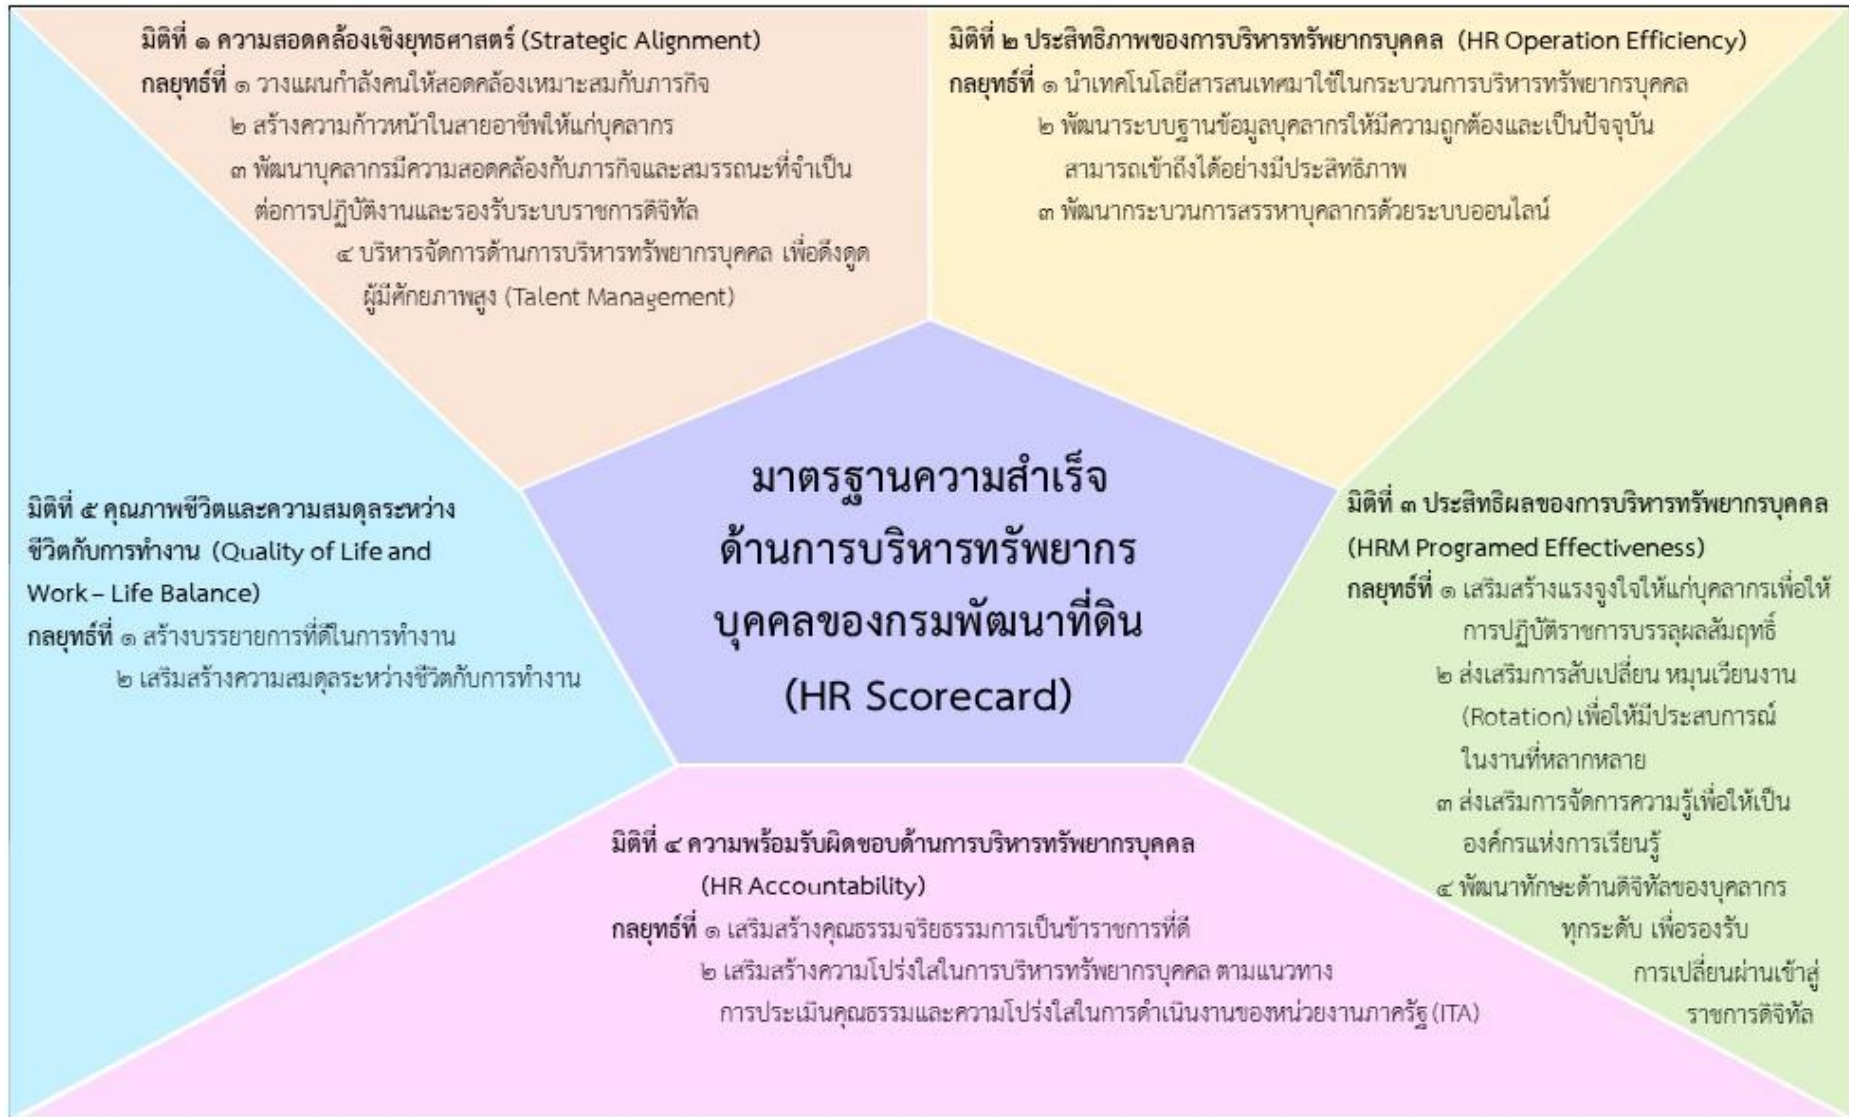 มิติที่ ๑ ความสอดคล้องเชิงยุทธศาสตร์ (Strategic Alignment)
กลยุทธ์ที่ ๑ วางแผนกำลังคนให้สอดคล้องเหมาะสมกับภารกิจ
๒ สร้างความก้าวหน้าในสายอาชีพให้แก่บุคลากร
๓ พัฒนาบุคลากรมีความสอดคล้องกับภารกิจและสมรรถนะที่จำเป็น
ต่อการปฏิบัติงานและรองรับระบบราชการดิจิทัล
๔ บริหารจัดการด้านการบริหารทรัพยากรบุคคล เพื่อดึงดูด
ผู้มีศักยภาพสูง (Talent Management)
มิติที่ ๒ ประสิทธิภาพของการบริหารทรัพยากรบุคคล (HR Operation Efficiency)
กลยุทธ์ที่ ๑ นำเทคโนโลยีสารสนเทศมาใช้ในกระบวนการบริหารทรัพยากรบุคคล
๒ พัฒนาระบบฐานข้อมูลบุคลากรให้มีความถูกต้องและเป็นปัจจุบัน
สามารถเข้าถึงได้อย่างมีประสิทธิภาพ
๓ พัฒนากระบวนการสรรหาบุคลากรด้วยระบบออนไลน์
มาตรฐานความสำเร็จ
ด้านการบริหารทรัพยากร
บุคคลของกรมพัฒนาที่ดิน
(HR Scorecard)
มิติที่ ๓ ประสิทธิผลของการบริหารทรัพยากรบุคคล
(HRM Programed Effectiveness)
กลยุทธ์ที่ ๑ เสริมสร้างแรงจูงใจให้แก่บุคลากรเพื่อให้
การปฏิบัติราชการบรรลุผลสัมฤทธิ์
๒ ส่งเสริมการสับเปลี่ยน หมุนเวียนงาน
(Rotation) เพื่อให้มีประสบการณ์
ในงานที่หลากหลาย
๓ ส่งเสริมการจัดการความรู้เพื่อให้เป็น
องค์กรแห่งการเรียนรู้
๔ พัฒนาทักษะด้านดิจิทัลของบุคลากร
ทุกระดับ เพื่อรองรับ
การเปลี่ยนผ่านเข้าสู่
ราชการดิจิทัล
มิติที่ ๔ ความพร้อมรับผิดชอบด้านการบริหารทรัพยากรบุคคล
(HR Accountability)
กลยุทธ์ที่ ๑ เสริมสร้างคุณธรรมจริยธรรมการเป็นข้าราชการที่ดี
๒ เสริมสร้างความโปร่งใสในการบริหารทรัพยากรบุคคล ตามแนวทาง
การประเมินคุณธรรมและความโปร่งใสในการดำเนินงานของหน่วยงานภาครัฐ (ITA)
มิติที่ ๕ คุณภาพชีวิตและความสมดุลระหว่าง
ชีวิตกับการทำงาน (Quality of Life and
Work – Life Balance)
กลยุทธ์ที่ ๑ สร้างบรรยายการที่ดีในการทำงาน
๒ เสริมสร้างความสมดุลระหว่างชีวิตกับการทำงาน